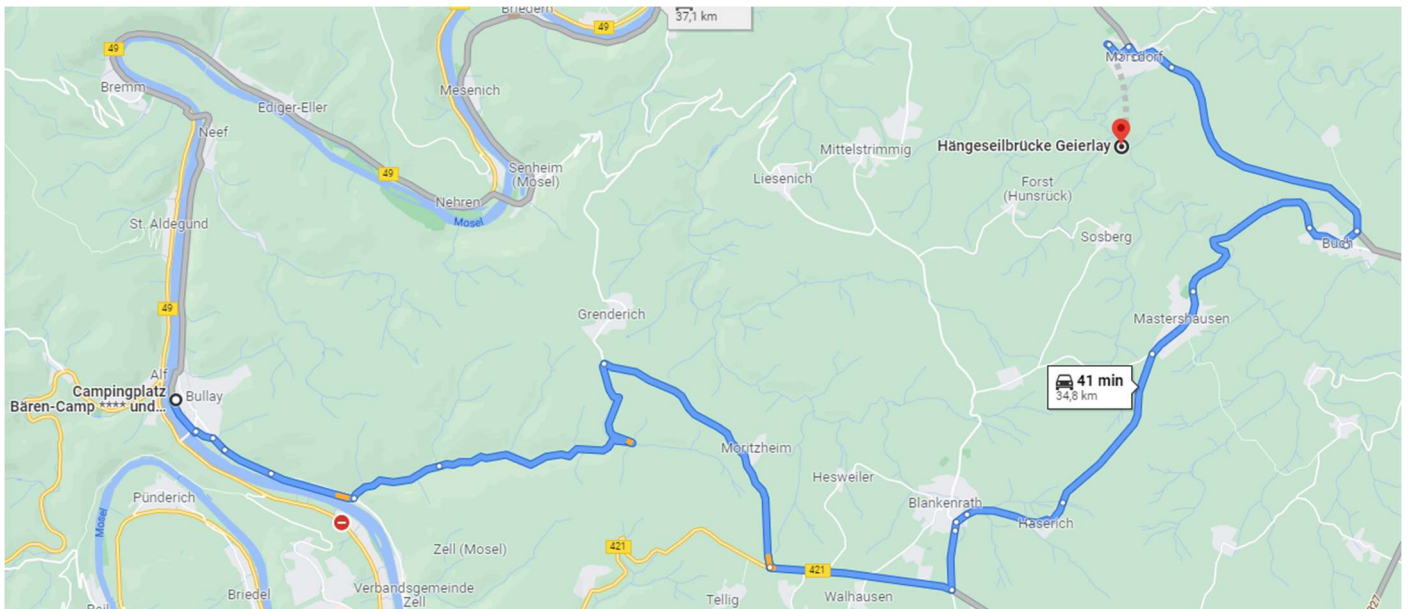 Briedern
37,1 km
49
49
Bremm
Mesenich
Ediger-Eller
Neef
49
Senheim
(Mosel)
Nehren
Mosel
St. Aldegund
49
Mörsdorf
Hängeseilbrücke Geierlay
Mittelstrimmig
Liesenich
Forst
(Hunsrück)
Sosberg
Buch
Grenderich
Mastershausen
Alf
Bullay
Campingplatz
Bären-Camp **** und...
41 min
34,8 km
Moritzheim
Hesweiler
Blankenrath
Haserich
Pünderich
Mosel
Zell (Mosel)
421
421
Briedel
Verbandsgemeinde
Zell
Tellig
Walhausen